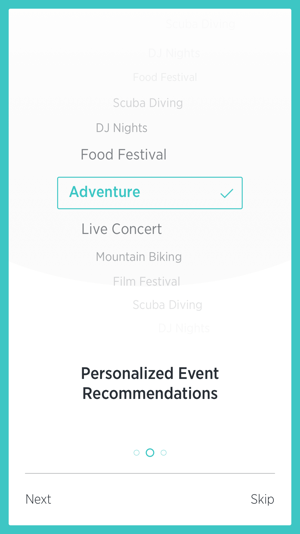 DJ Nights
Food Festival
Scuba Diving
DJ Nights
Food Festival
Adventure
Live Concert
Mountain Biking
Film Festival
Scuba Diving
DJ Nights
Personalized Event
Recommendations
Next
Skip